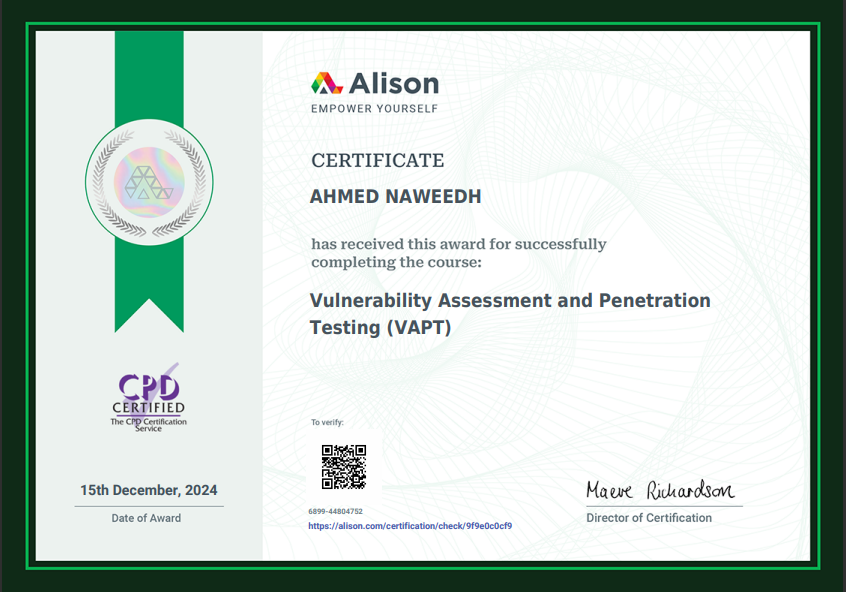 Alison
EMPOWER YOURSELF
CERTIFICATE
AHMED NAWEEDH
has received this award for successfully
completing the course:
Vulnerability Assessment and Penetration
Testing (VAPT)
CPD
CERTIFIED
The CPD Certification
Service
15th December, 2024
Date of Award
To verify:
6899-44804752
https://alison.com/certification/check/9f9e0c0cf9
Maeve Richardson
Director of Certification